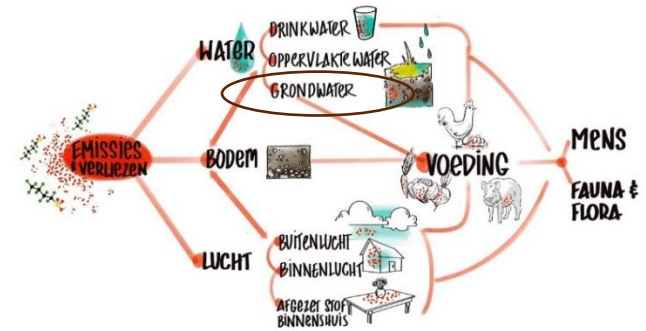 WATER
DRINKWATER
OPPERVLAKTE WATER
GRONDWATER
EMISSIES
& VERLIEZEN
BODEM
VOEDING
MENS
FAUNA &
FLORA
LUCHT
BUITENLUCHT
BINNENLUCHT
AFGEZET STOF
BINNENSHUIS